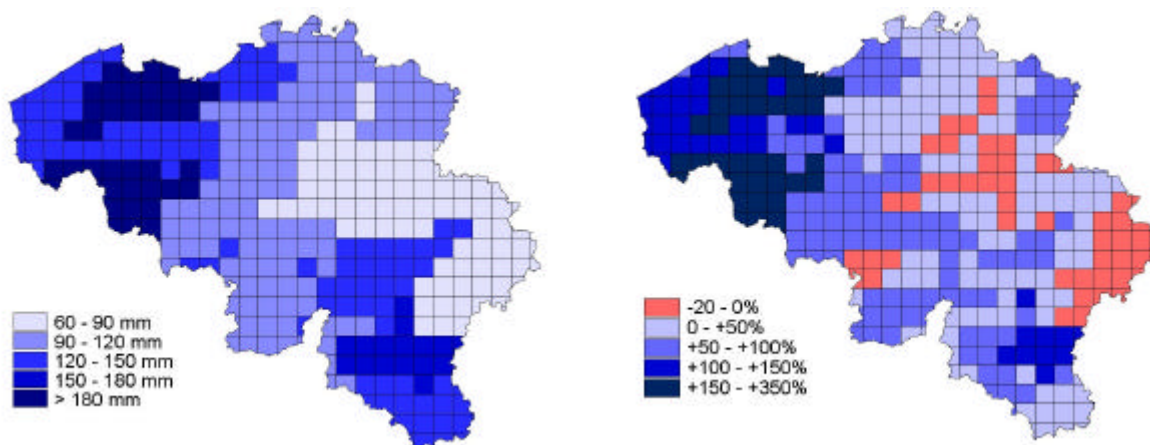 60 - 90 mm
90 - 120 mm
120 - 150 mm
150 - 180 mm
> 180 mm
-20 - 0%
0 - +50%
+50 - +100%
+100 - +150%
+150 - +350%